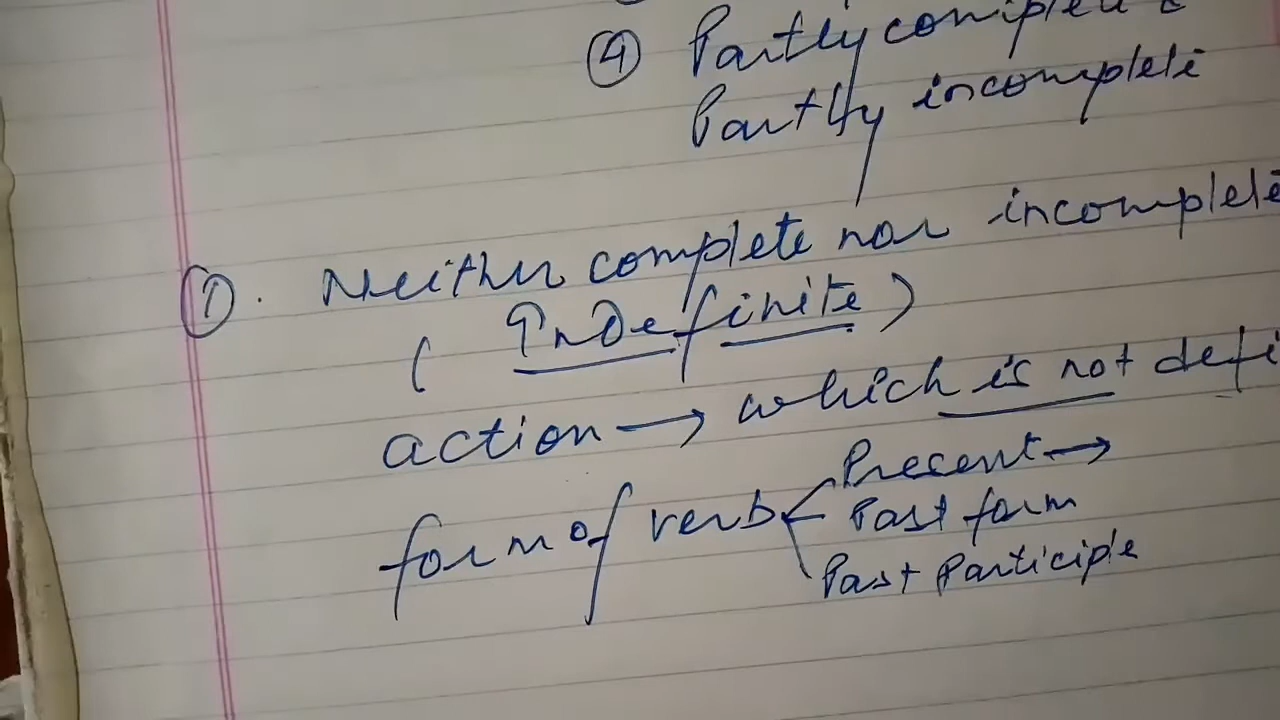 ④ Partly complete &
Partly incomplete
①. Neither complete nor incomplete
( InDefinite )
action → which is not defi
form of verb < Present →
Past form
Past Participle